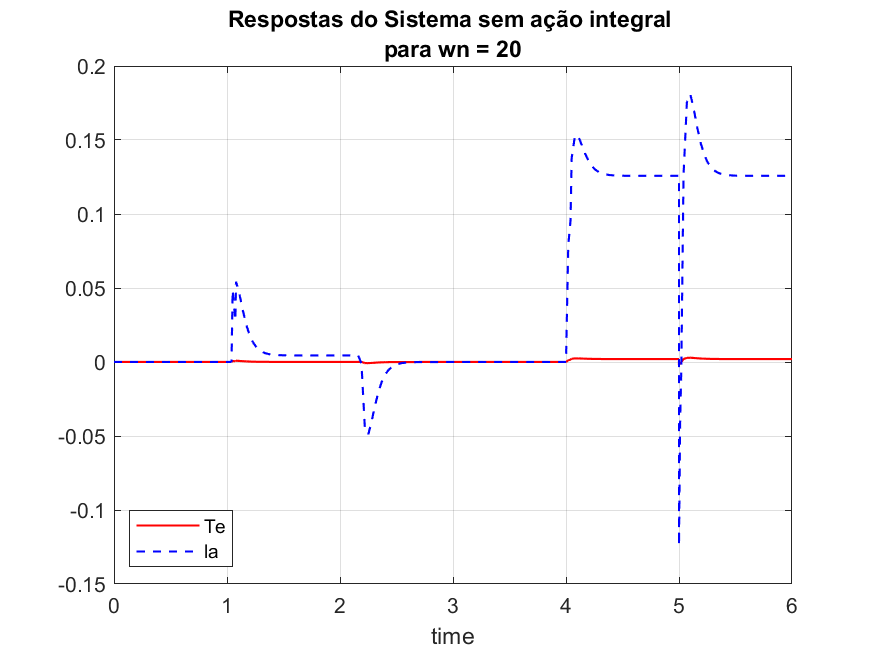 Respostas do Sistema sem ação integral
para wn = 20
0.2
0.15
0.1
0.05
0
-0.05
-0.1
-0.15
Te
Ia
0 1 2 3 4 5 6
time